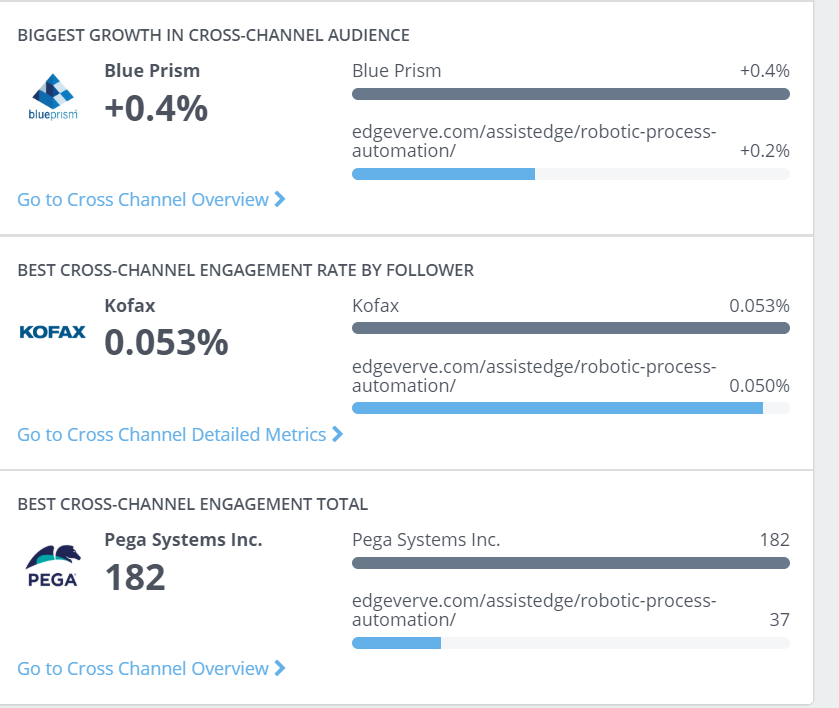 BIGGEST GROWTH IN CROSS-CHANNEL AUDIENCE
blueprism
Blue Prism
+0.4%
Blue Prism +0.4%
edgeverve.com/assistedge/robotic-process-
automation/ +0.2%
Go to Cross Channel Overview
BEST CROSS-CHANNEL ENGAGEMENT RATE BY FOLLOWER
KOFAX
Kofax
0.053%
Kofax 0.053%
edgeverve.com/assistedge/robotic-process-
automation/ 0.050%
Go to Cross Channel Detailed Metrics
BEST CROSS-CHANNEL ENGAGEMENT TOTAL
PEGA
Pega Systems Inc.
182
Pega Systems Inc. 182
edgeverve.com/assistedge/robotic-process-
automation/ 37
Go to Cross Channel Overview